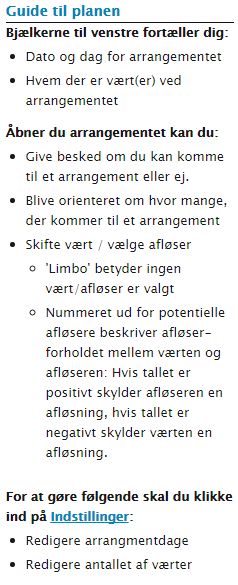 Guide til planen
Bjælkerne til venstre fortæller dig:
• Dato og dag for arrangementet
• Hvem der er vært(er) ved
arrangementet
Åbner du arrangementet kan du:
• Give besked om du kan komme
til et arrangement eller ej.
• Blive orienteret om hvor mange,
der kommer til et arrangement
• Skifte vært / vælge afløser
○ 'Limbo' betyder ingen
vært/afløser er valgt
○ Nummeret ud for potentielle
afløsere beskriver afløser-
forholdet mellem værten og
afløseren: Hvis tallet er
positivt skylder afløseren en
afløsning, hvis tallet er
negativt skylder værten en
afløsning.
For at gøre følgende skal du klikke
ind på Indstillinger:
• Redigere arrangmentdage
• Redigere antallet af værter